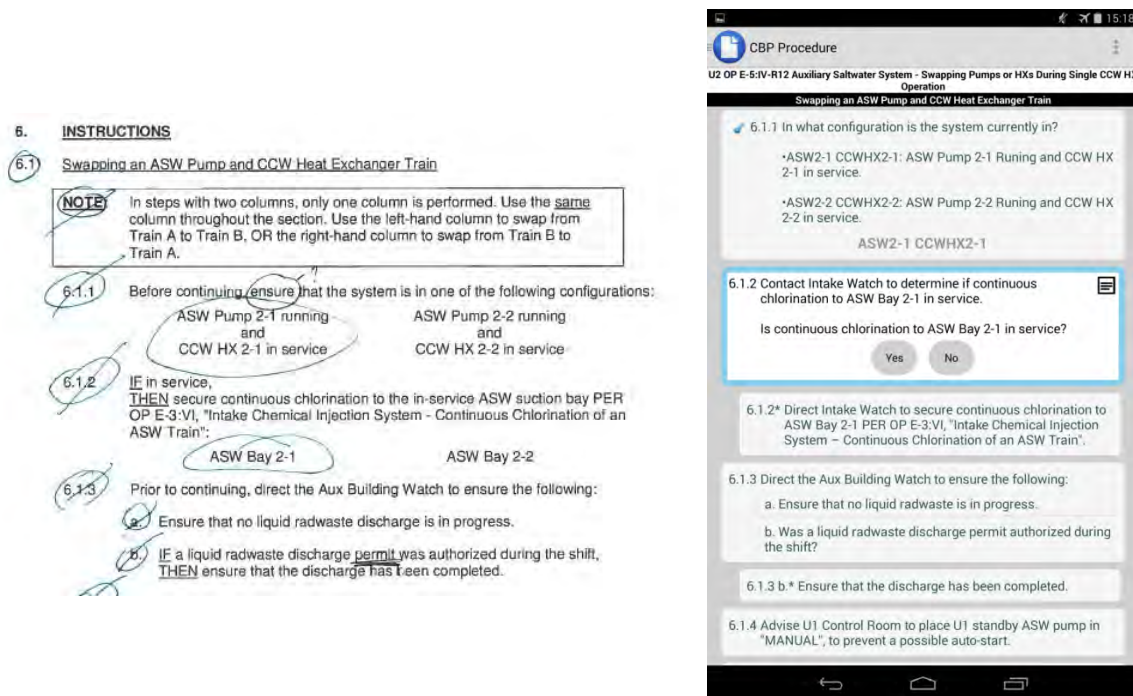 6. INSTRUCTIONS
6.1 Swapping an ASW Pump and CCW Heat Exchanger Train
NOTE In steps with two columns, only one column is performed. Use the same
column throughout the section. Use the left-hand column to swap from
Train A to Train B, OR the right-hand column to swap from Train B to
Train A.
?
6.1.1 Before continuing, ensure that the system is in one of the following configurations:
ASW Pump 2-1 running ASW Pump 2-2 running
and and
CCW HX 2-1 in service CCW HX 2-2 in service
6.1.2 IF in service,
THEN secure continuous chlorination to the in-service ASW suction bay PER
OP E-3:VI, "Intake Chemical Injection System - Continuous Chlorination of an
ASW Train":
ASW Bay 2-1 ASW Bay 2-2
6.1.3 Prior to continuing, direct the Aux Building Watch to ensure the following:
a. Ensure that no liquid radwaste discharge is in progress.
b. IF a liquid radwaste discharge permit was authorized during the shift,
THEN ensure that the discharge has been completed.
15:18
CBP Procedure
U2 OP E-5:IV-R12 Auxiliary Saltwater System - Swapping Pumps or HXs During Single CCW HX
Operation
Swapping an ASW Pump and CCW Heat Exchanger Train
6.1.1 In what configuration is the system currently in?
•ASW2-1 CCWHX2-1: ASW Pump 2-1 Runing and CCW HX
2-1 in service.
•ASW2-2 CCWHX2-2: ASW Pump 2-2 Runing and CCW HX
2-2 in service.
ASW2-1 CCWHX2-1
6.1.2 Contact Intake Watch to determine if continuous
chlorination to ASW Bay 2-1 in service.
Is continuous chlorination to ASW Bay 2-1 in service?
Yes No
6.1.2* Direct Intake Watch to secure continuous chlorination to
ASW Bay 2-1 PER OP E-3:VI, "Intake Chemical Injection
System – Continuous Chlorination of an ASW Train".
6.1.3 Direct the Aux Building Watch to ensure the following:
a. Ensure that no liquid radwaste is in progress.
b. Was a liquid radwaste discharge permit authorized during
the shift?
6.1.3 b.* Ensure that the discharge has been completed.
6.1.4 Advise U1 Control Room to place U1 standby ASW pump in
"MANUAL", to prevent a possible auto-start.